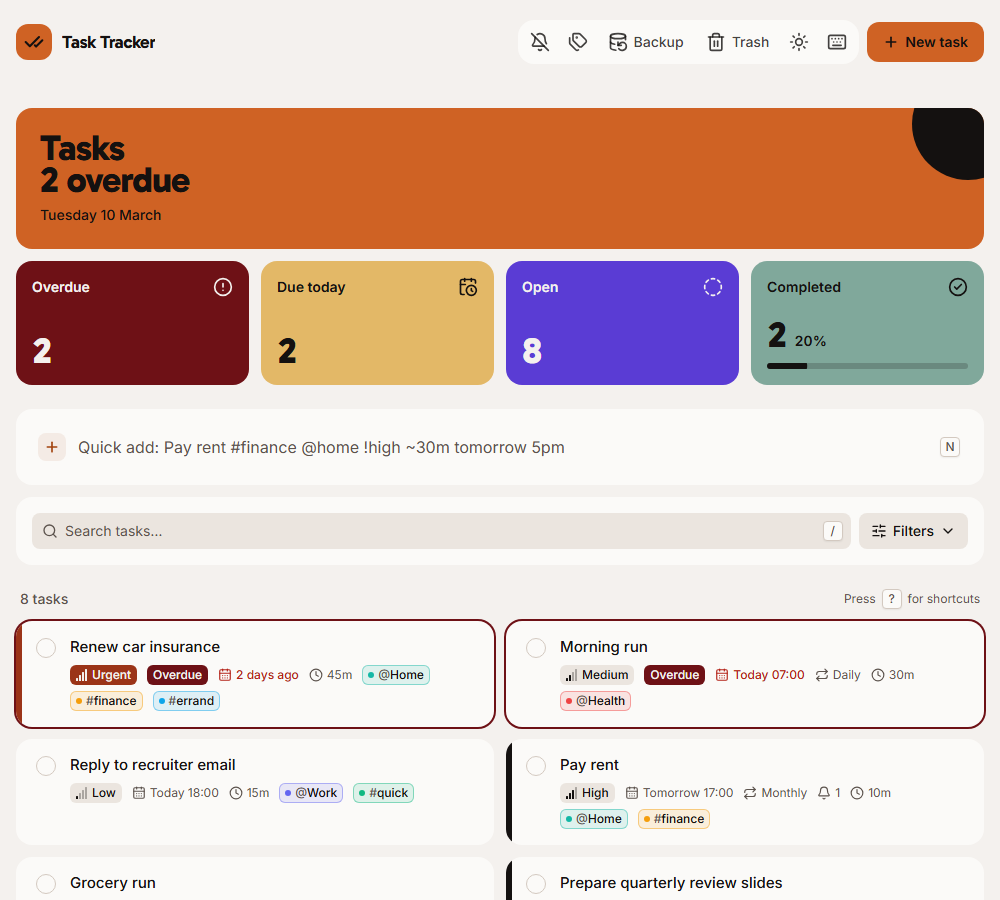 Task Tracker
Backup
Trash
New task
Tasks
2 overdue
Tuesday 10 March
Overdue
2
Due today
2
Open
8
Completed
2 20%
Quick add: Pay rent #finance @home !high ~30m tomorrow 5pm
N
Search tasks...
/
Filters
8 tasks
Press ? for shortcuts
Renew car insurance
Urgent Overdue 2 days ago 45m @Home
#finance #errand
Morning run
Medium Overdue Today 07:00 Daily 30m
@Health
Reply to recruiter email
Low Today 18:00 15m @Work #quick
Pay rent
High Tomorrow 17:00 Monthly 1 10m
@Home #finance
Grocery run
Prepare quarterly review slides